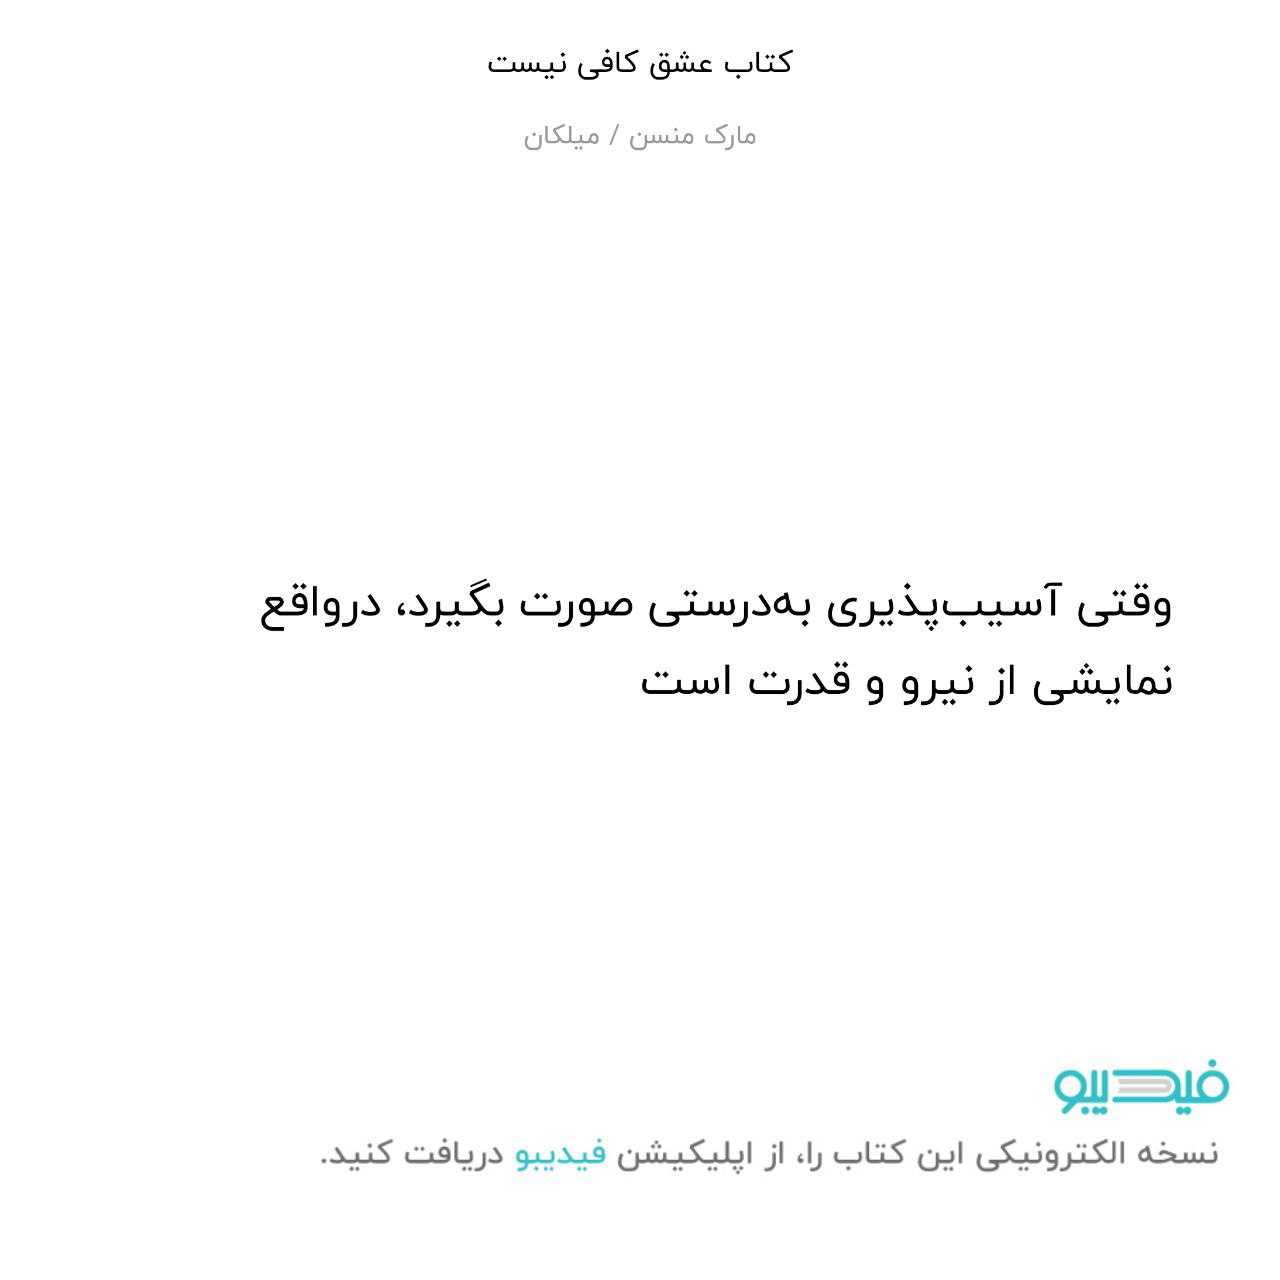 کتاب عشق کافی نیست
مارک منسن / میلکان
وقتی آسیب‌پذیری به‌درستی صورت بگیرد، درواقع
نمایشی از نیرو و قدرت است
فیدیبو
نسخه الکترونیکی این کتاب را، از اپلیکیشن فیدیبو دریافت کنید.